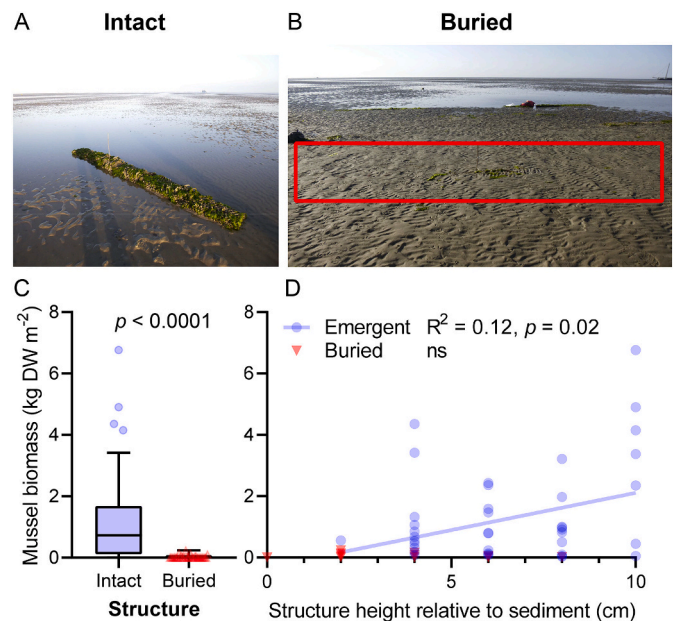 A Intact
B Buried
C
8
6
4
2
0
p < 0.0001
Mussel biomass (kg DW m⁻²)
Intact Buried
Structure
D
8
6
4
2
0
Emergent R² = 0.12, p = 0.02
Buried ns
0 5 10
Structure height relative to sediment (cm)